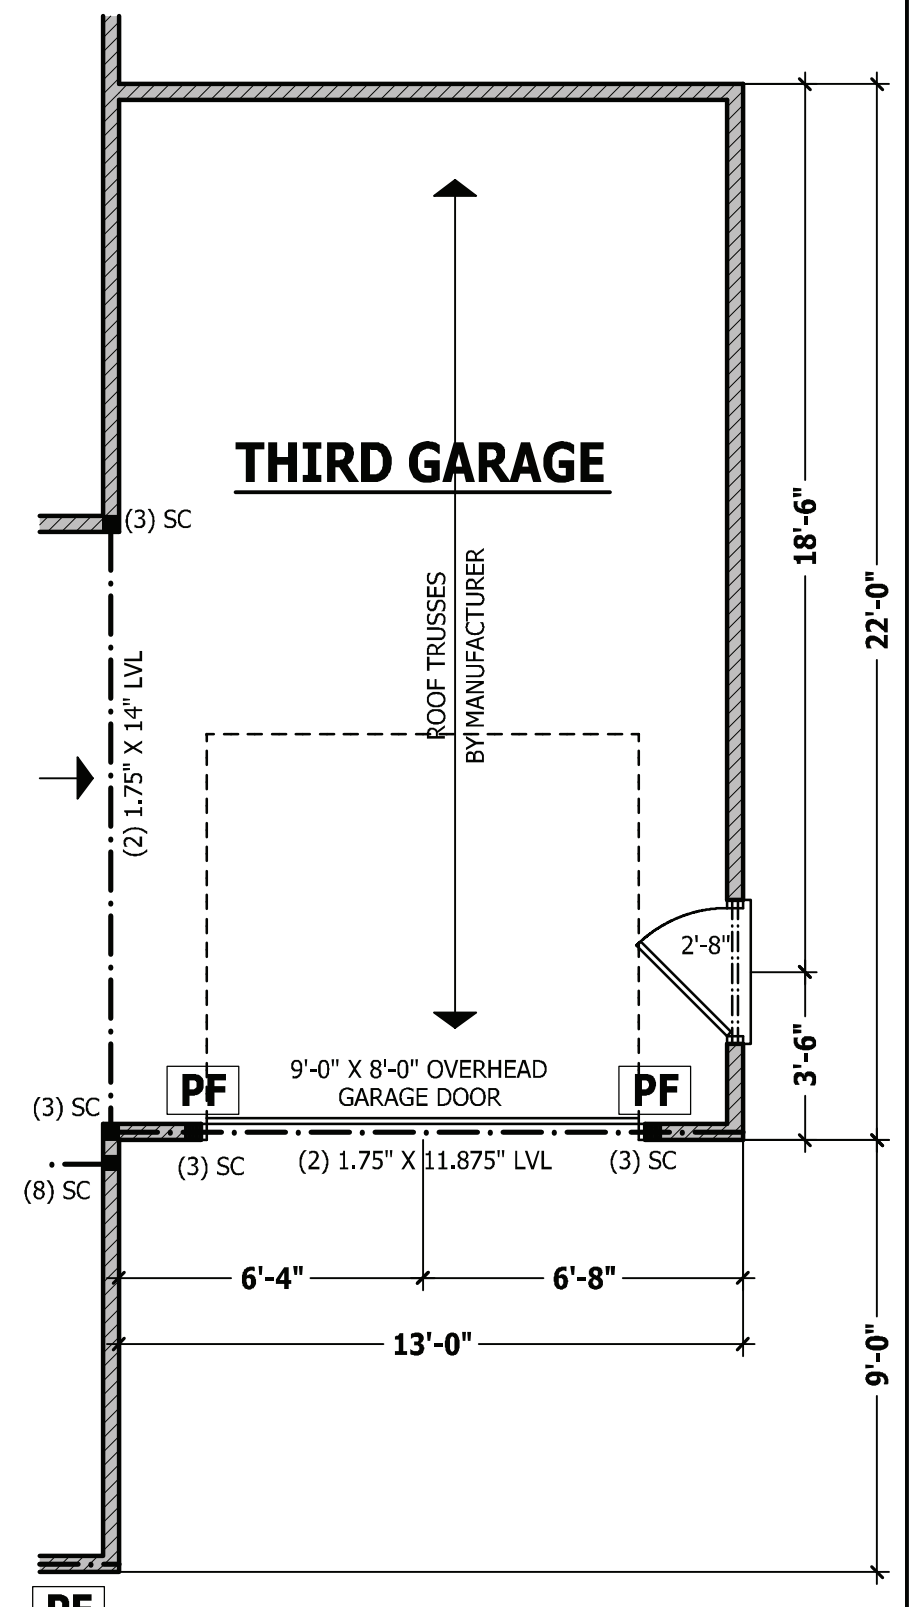 THIRD GARAGE
(3) SC
18'-6"
22'-0"
ROOF TRUSSES
BY MANUFACTURER
(2) 1.75" X 14" LVL
2'-8"
3'-6"
9'-0" X 8'-0" OVERHEAD
GARAGE DOOR
PF
PF
(3) SC
(3) SC
(2) 1.75" X 11.875" LVL
(3) SC
(8) SC
6'-4"
6'-8"
13'-0"
9'-0"
PF